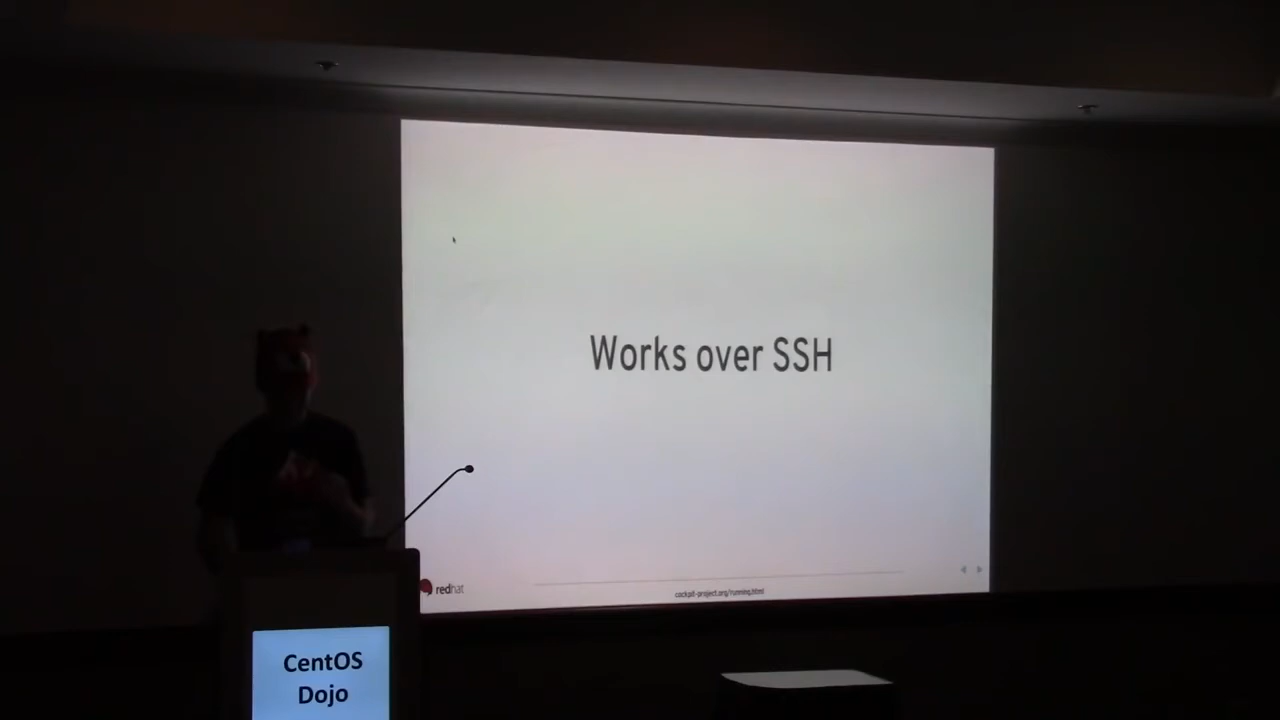 Works over SSH
redhat
cockpit-project.org/running.html
CentOS
Dojo